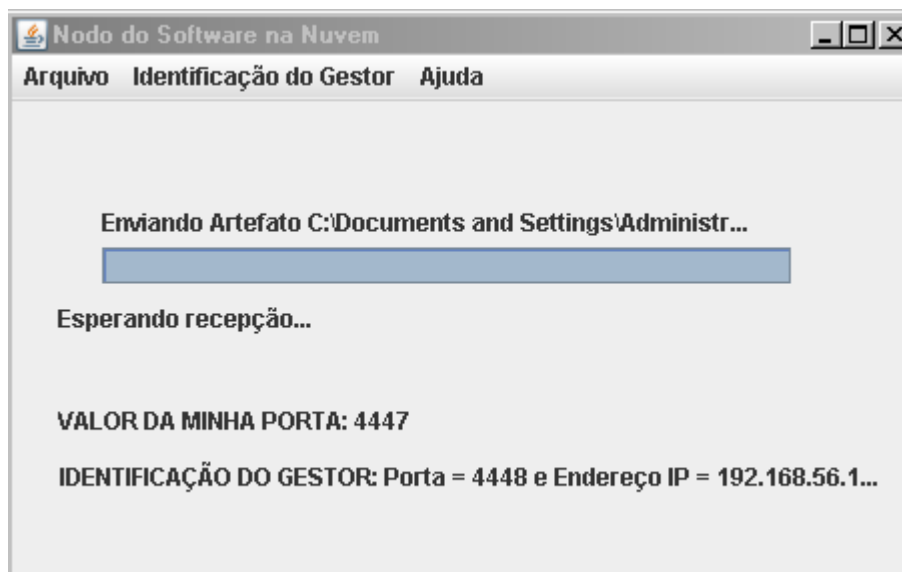 Nodo do Software na Nuvem
Arquivo Identificação do Gestor Ajuda
Enviando Artefato C:\Documents and Settings\Administr...
Esperando recepção...
VALOR DA MINHA PORTA: 4447
IDENTIFICAÇÃO DO GESTOR: Porta = 4448 e Endereço IP = 192.168.56.1...